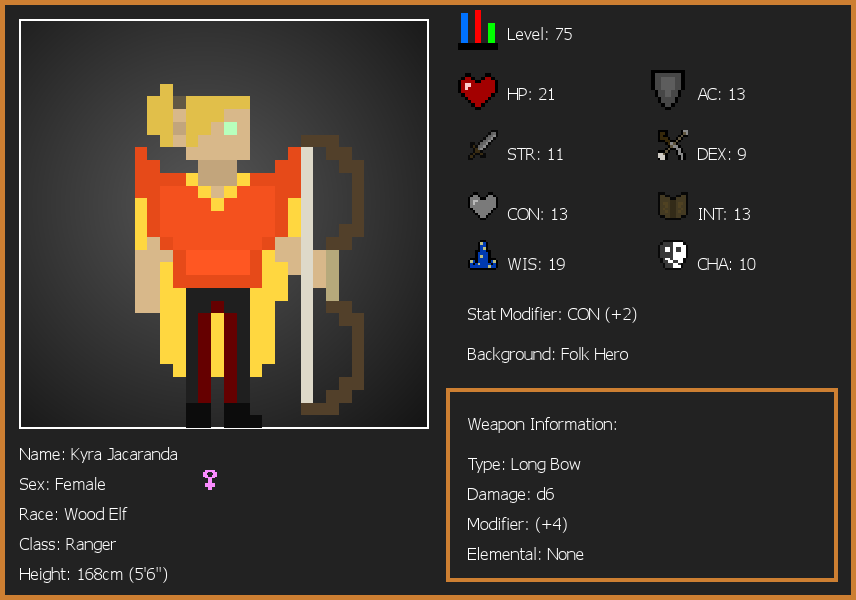 Level: 75
HP: 21
AC: 13
STR: 11
DEX: 9
CON: 13
INT: 13
WIS: 19
CHA: 10
Stat Modifier: CON (+2)
Background: Folk Hero
Weapon Information:
Type: Long Bow
Damage: d6
Modifier: (+4)
Elemental: None
Name: Kyra Jacaranda
Sex: Female
Race: Wood Elf
Class: Ranger
Height: 168cm (5'6")